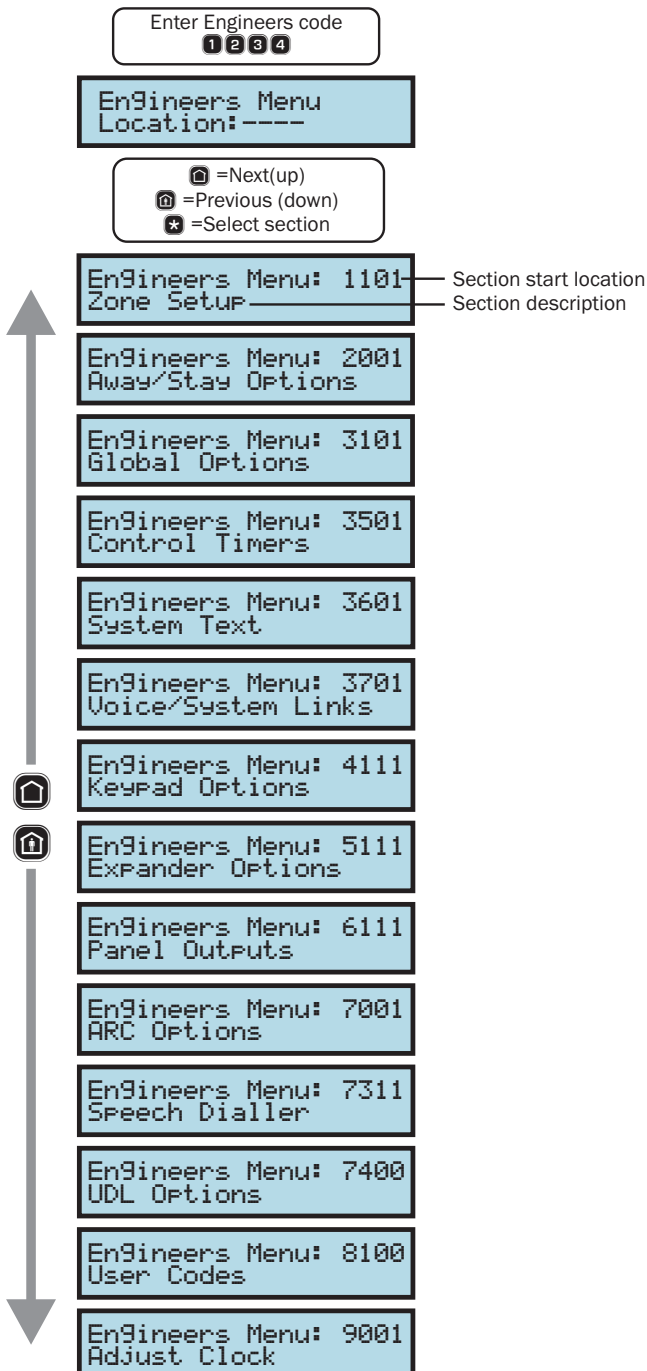 Enter Engineers code
1 2 3 4
Engineers Menu
Location:----
=Next(up)
=Previous (down)
* =Select section
Engineers Menu: 1101
Zone Setup
Section start location
Section description
Engineers Menu: 2001
Away/Stay Options
Engineers Menu: 3101
Global Options
Engineers Menu: 3501
Control Timers
Engineers Menu: 3601
System Text
Engineers Menu: 3701
Voice/System Links
Engineers Menu: 4111
Keypad Options
Engineers Menu: 5111
Expander Options
Engineers Menu: 6111
Panel Outputs
Engineers Menu: 7001
ARC Options
Engineers Menu: 7311
Speech Dialler
Engineers Menu: 7400
UDL Options
Engineers Menu: 8100
User Codes
Engineers Menu: 9001
Adjust Clock